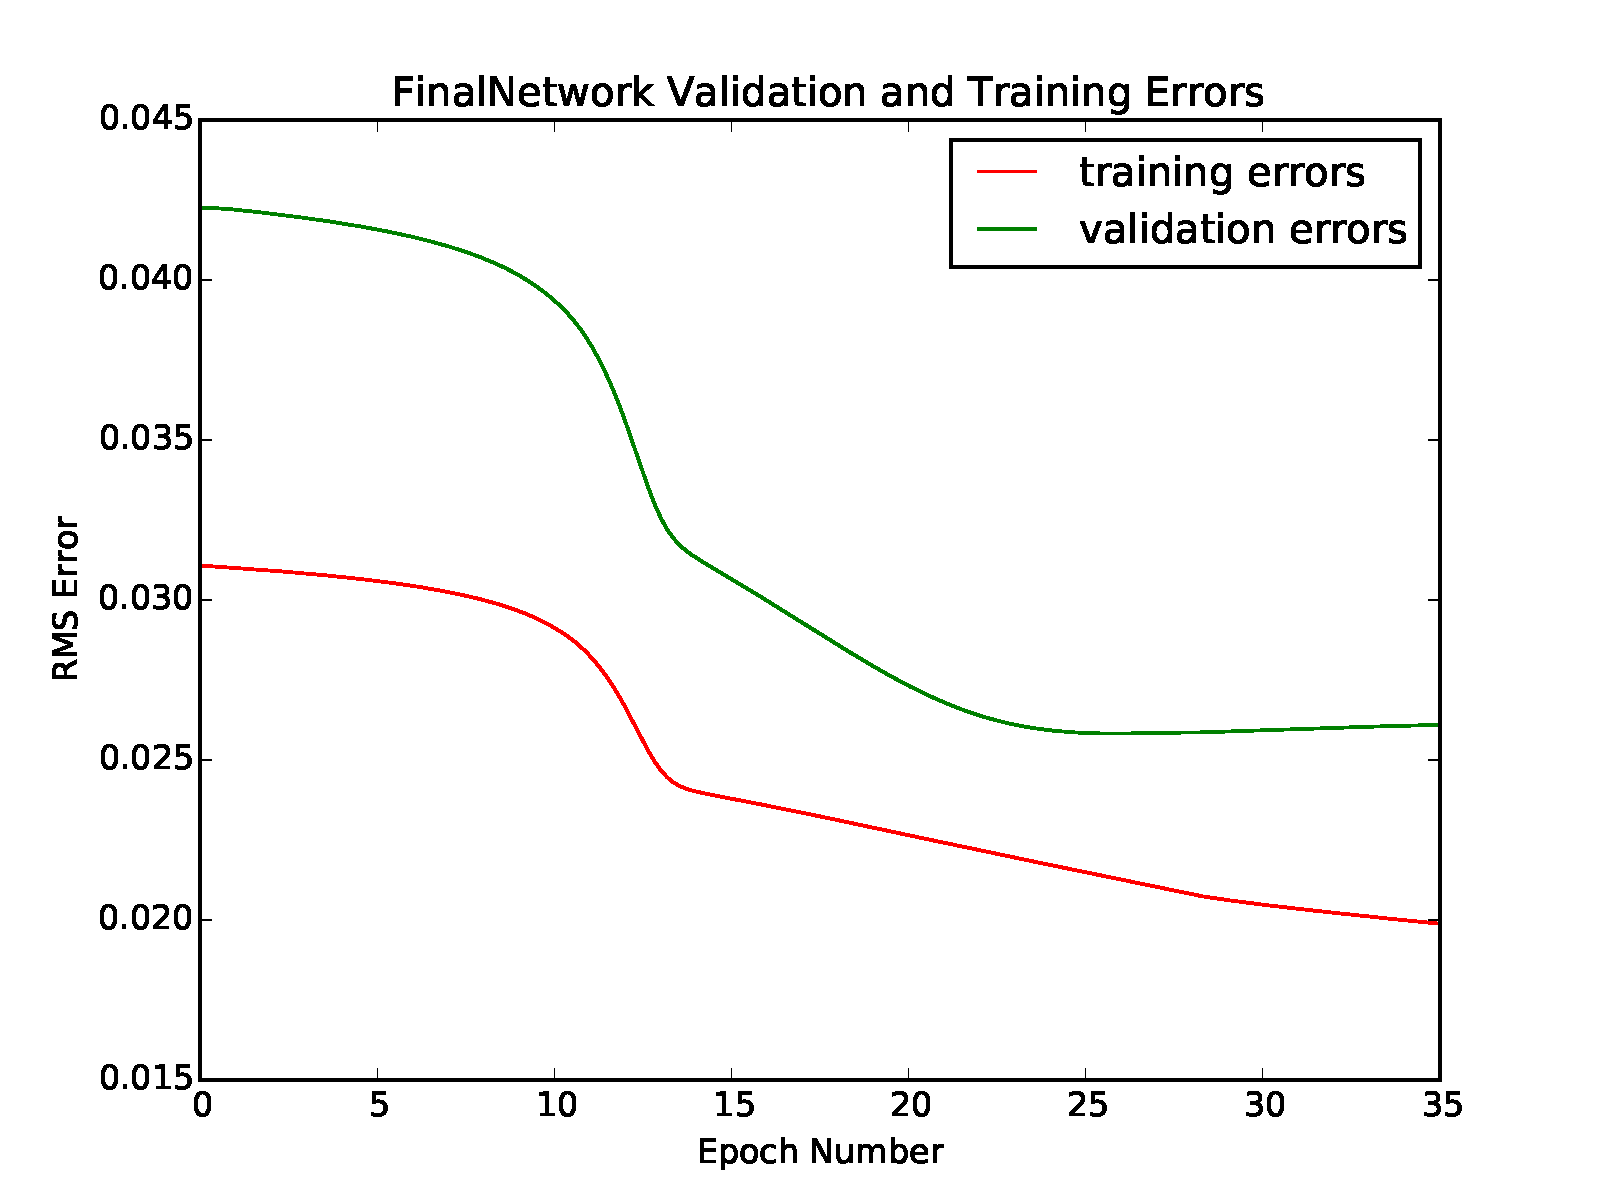 FinalNetwork Validation and Training Errors
0.045
0.040
0.035
0.030
0.025
0.020
0.015
RMS Error
training errors
validation errors
0 5 10 15 20 25 30 35
Epoch Number